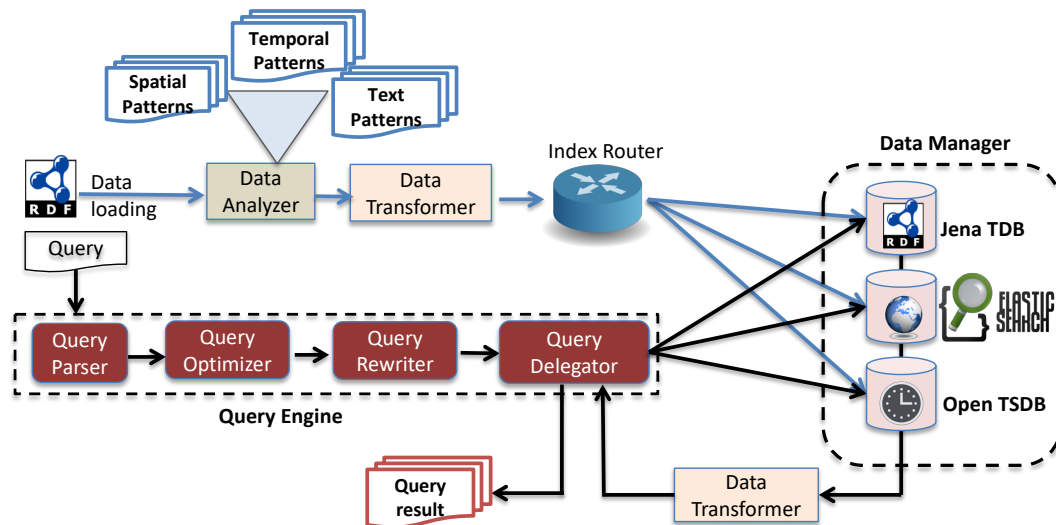 Temporal
Patterns
Spatial
Patterns
Text
Patterns
Index Router
Data Manager
RDF
Data
loading
Data
Analyzer
Data
Transformer
RDF
Jena TDB
Query
ELASTIC
SEARCH
Query
Parser
Query
Optimizer
Query
Rewriter
Query
Delegator
Open TSDB
Query Engine
Query
result
Data
Transformer